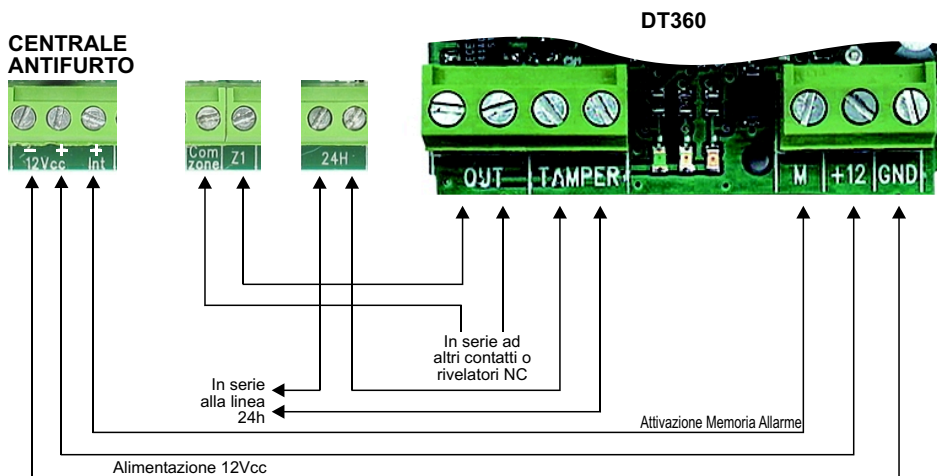 DT360
CENTRALE
ANTIFURTO
- + +
12Vcc Int
Com
zone
Z1
24H
OUT
TAMPER
M
+12
GND
In serie ad
altri contatti o
rivelatori NC
In serie
alla linea
24h
Attivazione Memoria Allarme
Alimentazione 12Vcc